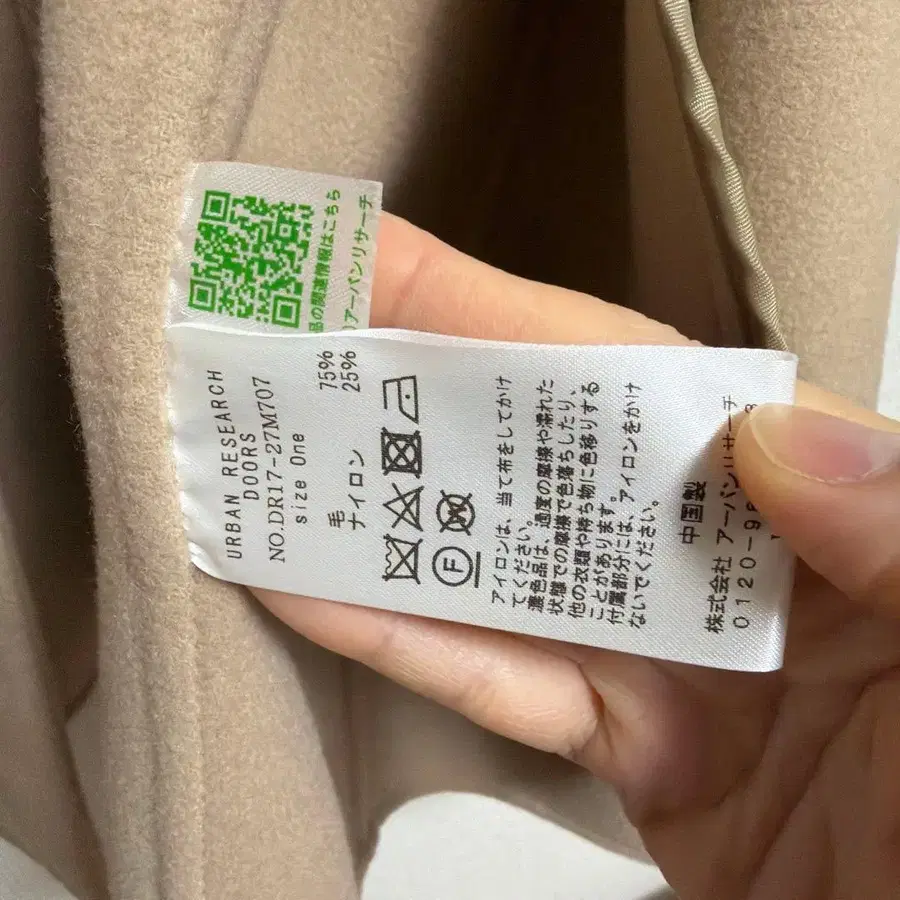 品の関連情報はこちら
アーバンリサーチ
URBAN RESEARCH
DOORS
NO.DR17-27M707
size One
毛 75%
ナイロン 25%
F
アイロンは、当て布をしてかけ
てください。
濃色品は、過度の摩擦や濡れた
状態での摩擦で色落ちしたり、
他の衣類や持ち物に色移りする
ことがあります。
付属部分には、アイロンをかけ
ないでください。
中国製
株式会社 アーバンリサーチ
0120-98